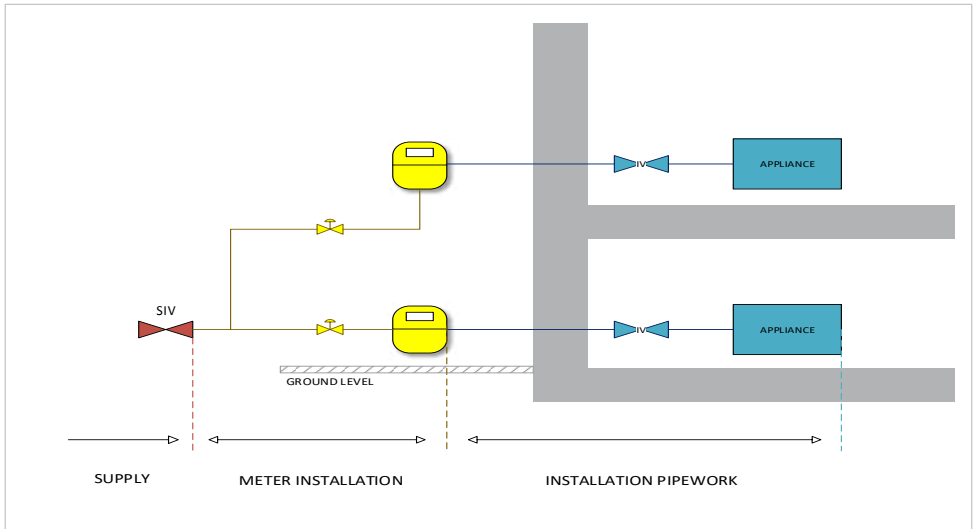 IV
APPLIANCE
SIV
IV
APPLIANCE
GROUND LEVEL
SUPPLY
METER INSTALLATION
INSTALLATION PIPEWORK